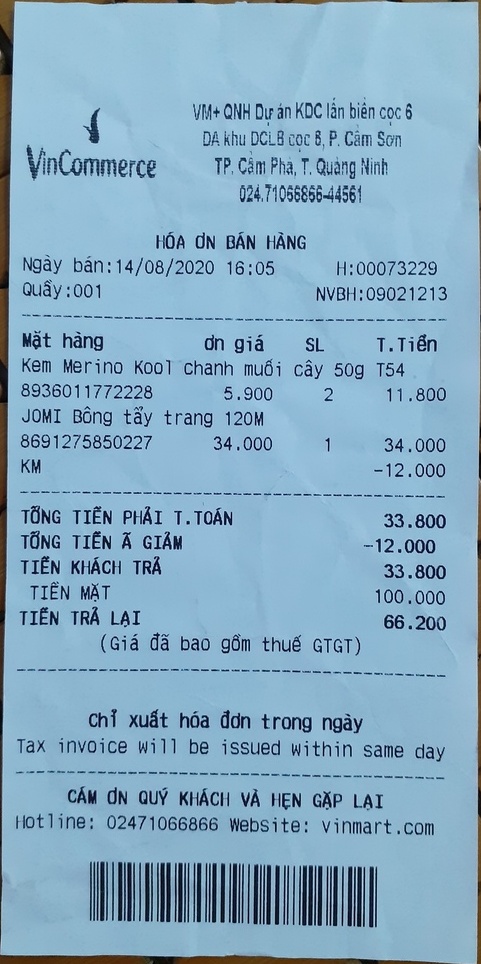 VinCommerce
VM+ QNH Dự án KDC lấn biển cọc 6
DA khu DCLB cọc 6, P. Cẩm Sơn
TP. Cẩm Phả, T. Quảng Ninh
024.71066866-44561
HÓA ƠN BÁN HÀNG
Ngày bán:14/08/2020 16:05 H:00073229
Quầy:001 NVBH:09021213
Mặt hàng ơn giá SL T.Tiền
Kem Merino Kool chanh muối cây 50g T54
8936011772228 5.900 2 11.800
JOMI Bông tẩy trang 120M
8691275850227 34.000 1 34.000
KM -12.000
TỔNG TIỀN PHẢI T.TOÁN 33.800
TỔNG TIỀN Ã GIẢM -12.000
TIỀN KHÁCH TRẢ 33.800
TIỀN MẶT 100.000
TIỀN TRẢ LẠI 66.200
(Giá đã bao gồm thuế GTGT)
Chỉ xuất hóa đơn trong ngày
Tax invoice will be issued within same day
CÁM ƠN QUÝ KHÁCH VÀ HẸN GẶP LẠI
Hotline: 02471066866 Website: vinmart.com